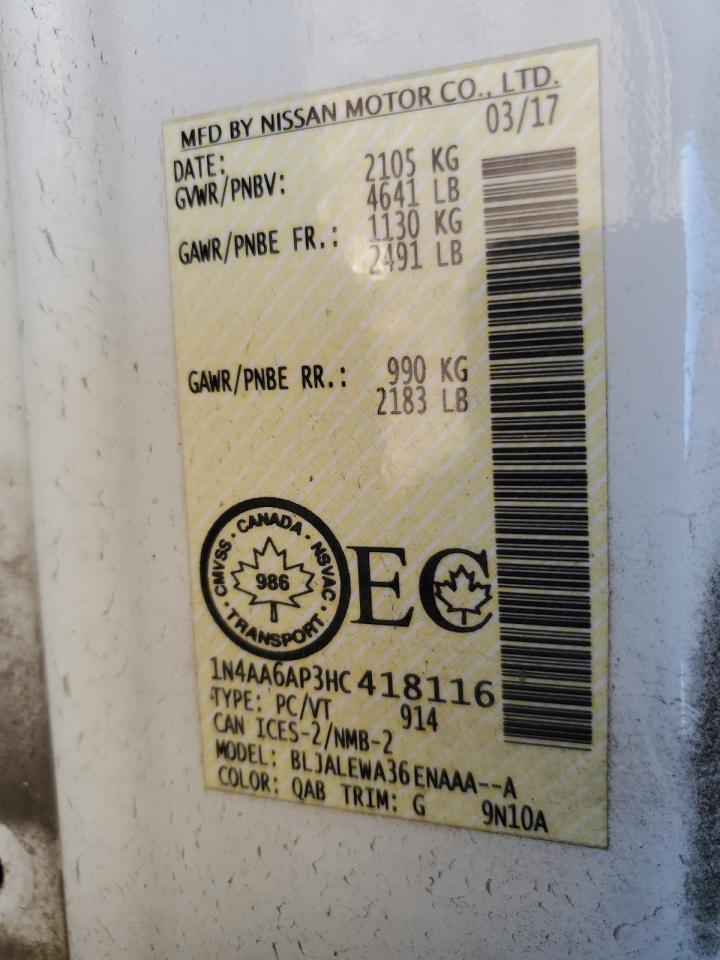 MFD BY NISSAN MOTOR CO., LTD.
DATE: 03/17
GVWR/PNBV: 2105 KG
4641 LB
GAWR/PNBE FR.: 1130 KG
2491 LB
GAWR/PNBE RR.: 990 KG
2183 LB
CMVSS · CANADA · NSVAC · TRANSPORT ·
986
EC
1N4AA6AP3HC418116
TYPE: PC/VT 914
CAN ICES-2/NMB-2
MODEL: BLJALEWA36ENAAA--A
COLOR: QAB TRIM: G 9N10A